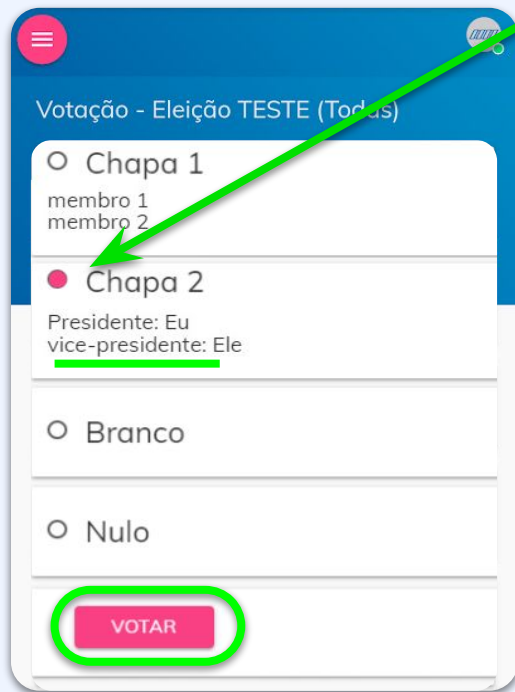 Votação - Eleição TESTE (Todas)
Chapa 1
membro 1
membro 2
Chapa 2
Presidente: Eu
vice-presidente: Ele
Branco
Nulo
VOTAR